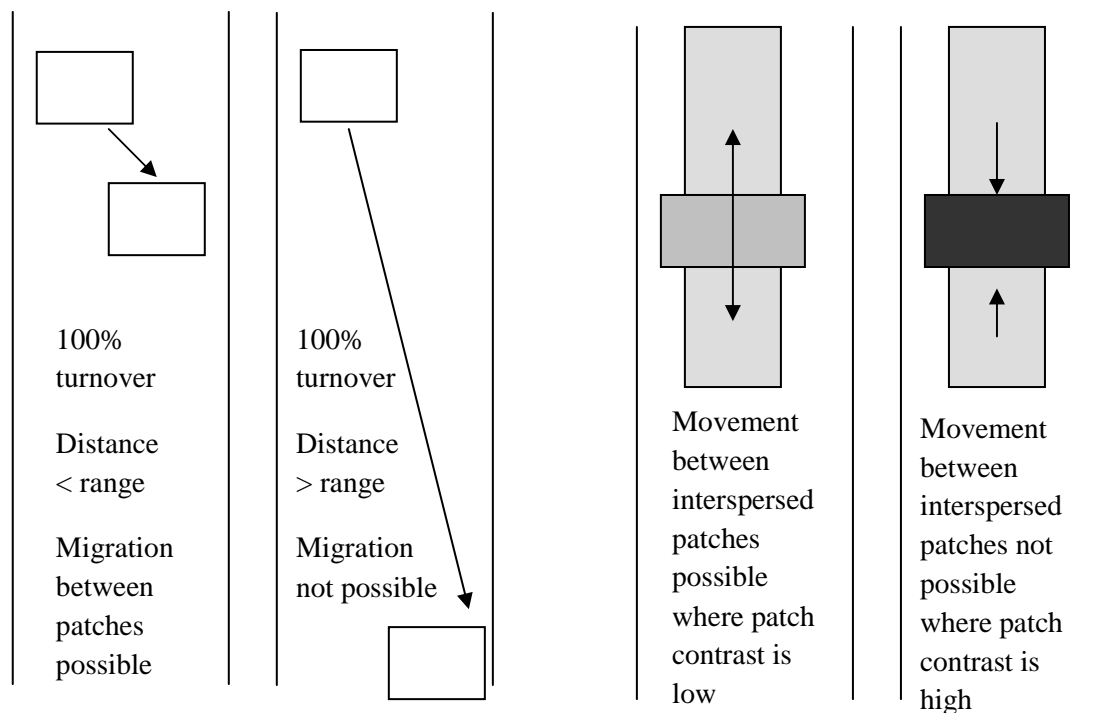 100%
turnover
Distance
< range
Migration
between
patches
possible
100%
turnover
Distance
> range
Migration
not possible
Movement
between
interspersed
patches
possible
where patch
contrast is
low
Movement
between
interspersed
patches not
possible
where patch
contrast is
high